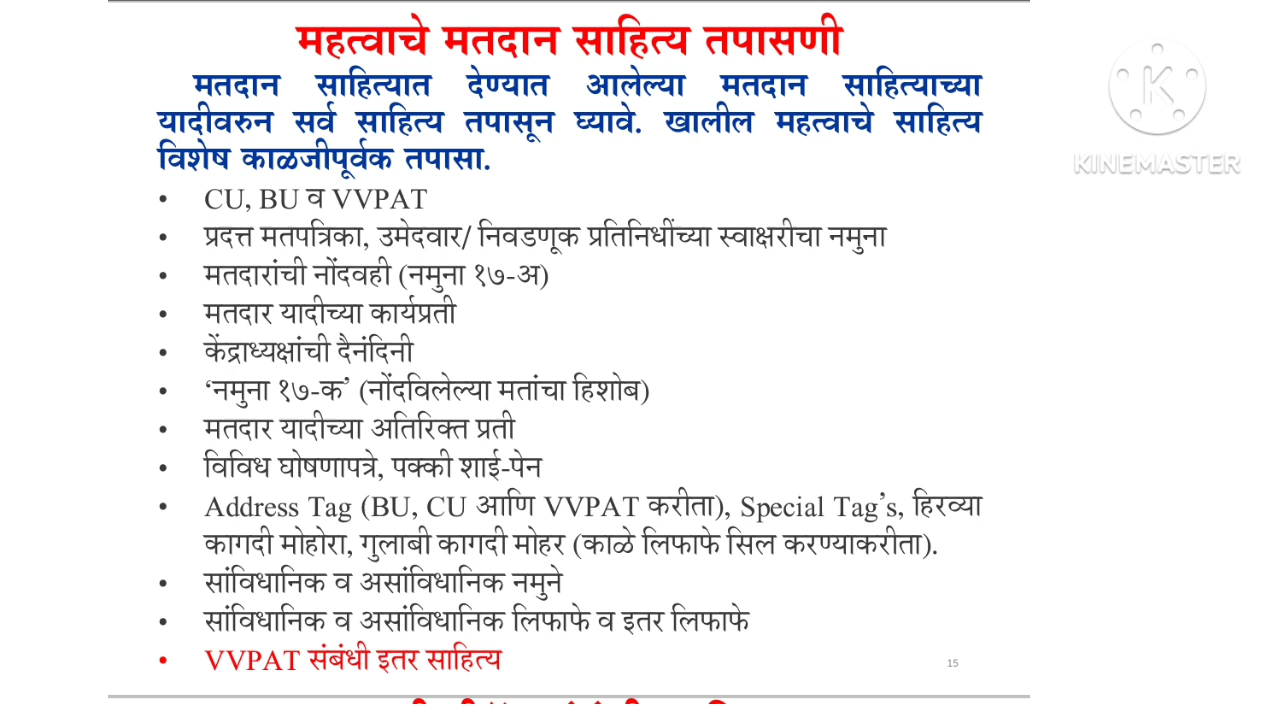 महत्वाचे मतदान साहित्य तपासणी
मतदान साहित्यात देण्यात आलेल्या मतदान साहित्याच्या
यादीवरुन सर्व साहित्य तपासून घ्यावे. खालील महत्वाचे साहित्य
विशेष काळजीपूर्वक तपासा.
• CU, BU व VVPAT
• प्रदत्त मतपत्रिका, उमेदवार/ निवडणूक प्रतिनिधींच्या स्वाक्षरीचा नमुना
• मतदारांची नोंदवही (नमुना १७-अ)
• मतदार यादीच्या कार्यप्रती
• केंद्राध्यक्षांची दैनंदिनी
• ‘नमुना १७-क’ (नोंदविलेल्या मतांचा हिशोब)
• मतदार यादीच्या अतिरिक्त प्रती
• विविध घोषणापत्रे, पक्की शाई-पेन
• Address Tag (BU, CU आणि VVPAT करीता), Special Tag’s, हिरव्या
कागदी मोहोरा, गुलाबी कागदी मोहर (काळे लिफाफे सिल करण्याकरीता).
• सांविधानिक व असांविधानिक नमुने
• सांविधानिक व असांविधानिक लिफाफे व इतर लिफाफे
• VVPAT संबंधी इतर साहित्य
15
K
KINEMASTER